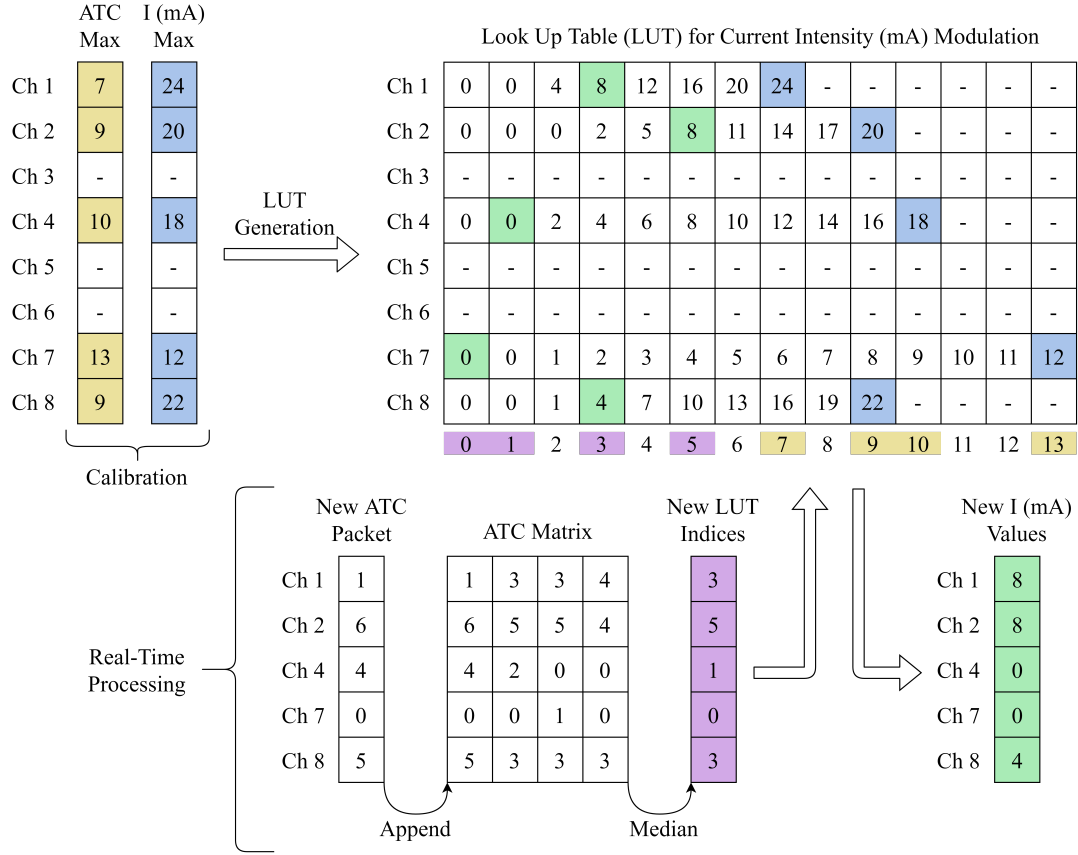 ATC I (mA)
Max Max
Look Up Table (LUT) for Current Intensity (mA) Modulation
Ch 1 7 24
Ch 2 9 20
Ch 3 - -
Ch 4 10 18
Ch 5 - -
Ch 6 - -
Ch 7 13 12
Ch 8 9 22
Calibration
LUT
Generation
Ch 1 0 0 4 8 12 16 20 24 - - - - - -
Ch 2 0 0 0 2 5 8 11 14 17 20 - - - -
Ch 3 - - - - - - - - - - - - - -
Ch 4 0 0 2 4 6 8 10 12 14 16 18 - - -
Ch 5 - - - - - - - - - - - - - -
Ch 6 - - - - - - - - - - - - - -
Ch 7 0 0 1 2 3 4 5 6 7 8 9 10 11 12
Ch 8 0 0 1 4 7 10 13 16 19 22 - - - -
0 1 2 3 4 5 6 7 8 9 10 11 12 13
Real-Time
Processing
New ATC
Packet
Ch 1 1
Ch 2 6
Ch 4 4
Ch 7 0
Ch 8 5
Append
ATC Matrix
1 3 3 4
6 5 5 4
4 2 0 0
0 0 1 0
5 3 3 3
Median
New LUT
Indices
3
5
1
0
3
New I (mA)
Values
Ch 1 8
Ch 2 8
Ch 4 0
Ch 7 0
Ch 8 4